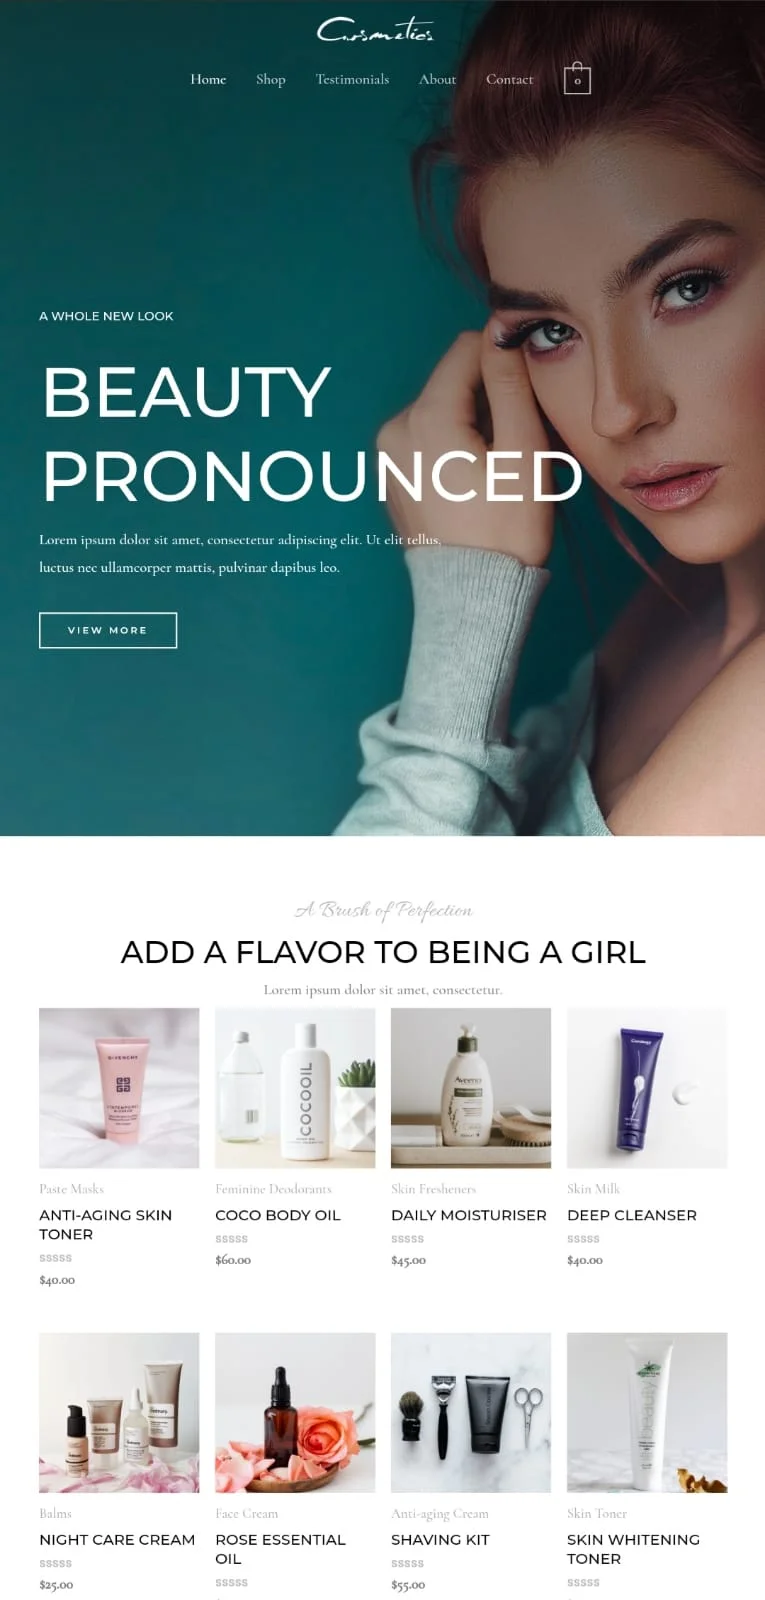 Cosmetics
Home Shop Testimonials About Contact 0
A WHOLE NEW LOOK
BEAUTY
PRONOUNCED
Lorem ipsum dolor sit amet, consectetur adipiscing elit. Ut elit tellus,
luctus nec ullamcorper mattis, pulvinar dapibus leo.
VIEW MORE
A Brush of Perfection
ADD A FLAVOR TO BEING A GIRL
Lorem ipsum dolor sit amet, consectetur.
GIVENCHY
COCOOIL
Aveeno
Curology
Paste Masks
ANTI-AGING SKIN
TONER
SSSSS
$40.00
Feminine Deodorants
COCO BODY OIL
SSSSS
$60.00
Skin Fresheners
DAILY MOISTURISER
SSSSS
$45.00
Skin Milk
DEEP CLEANSER
SSSSS
$40.00
beauty
Balms
NIGHT CARE CREAM
SSSSS
$25.00
Face Cream
ROSE ESSENTIAL
OIL
SSSSS
Anti-aging Cream
SHAVING KIT
SSSSS
$55.00
Skin Toner
SKIN WHITENING
TONER
SSSSS